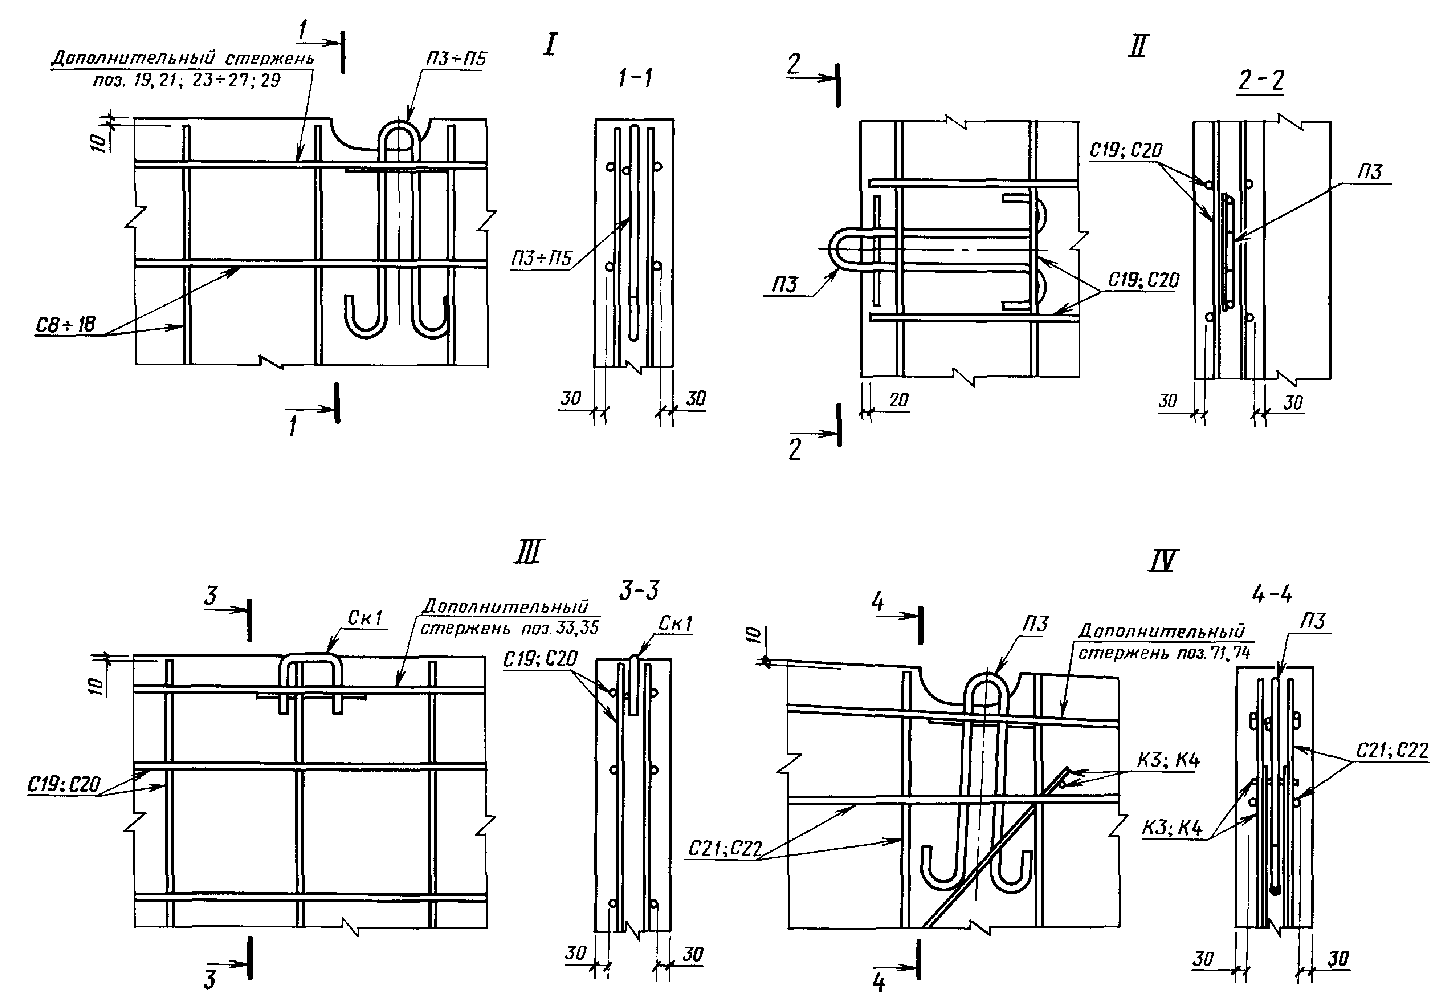 I
1
Дополнительный стержень
поз. 19, 21; 23÷27; 29
П3÷П5
1-1
10
П3÷П5
С8÷18
1
30
30
II
2
2-2
С19; С20
П3
П3
С19; С20
20
2
30
30
III
3
Ск1
Дополнительный
стержень поз. 33, 35
3-3
Ск1
С19; С20
10
С19; С20
3
30
30
IV
4
10
П3
Дополнительный
стержень поз. 71, 74
4-4
П3
К3; К4
С21; С22
С21; С22
К3; К4
4
30
30